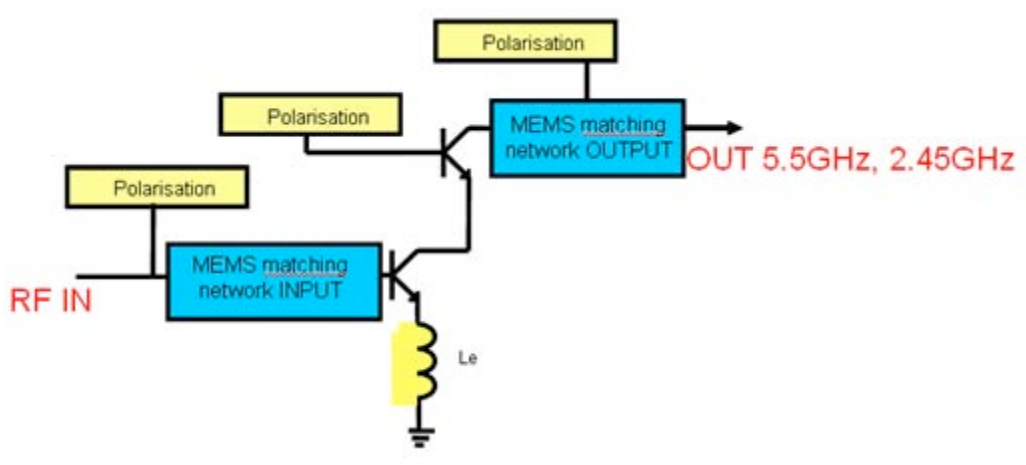 Polarisation
Polarisation
MEMS matching
network OUTPUT
OUT 5.5GHz, 2.45GHz
Polarisation
MEMS matching
network INPUT
RF IN
Le